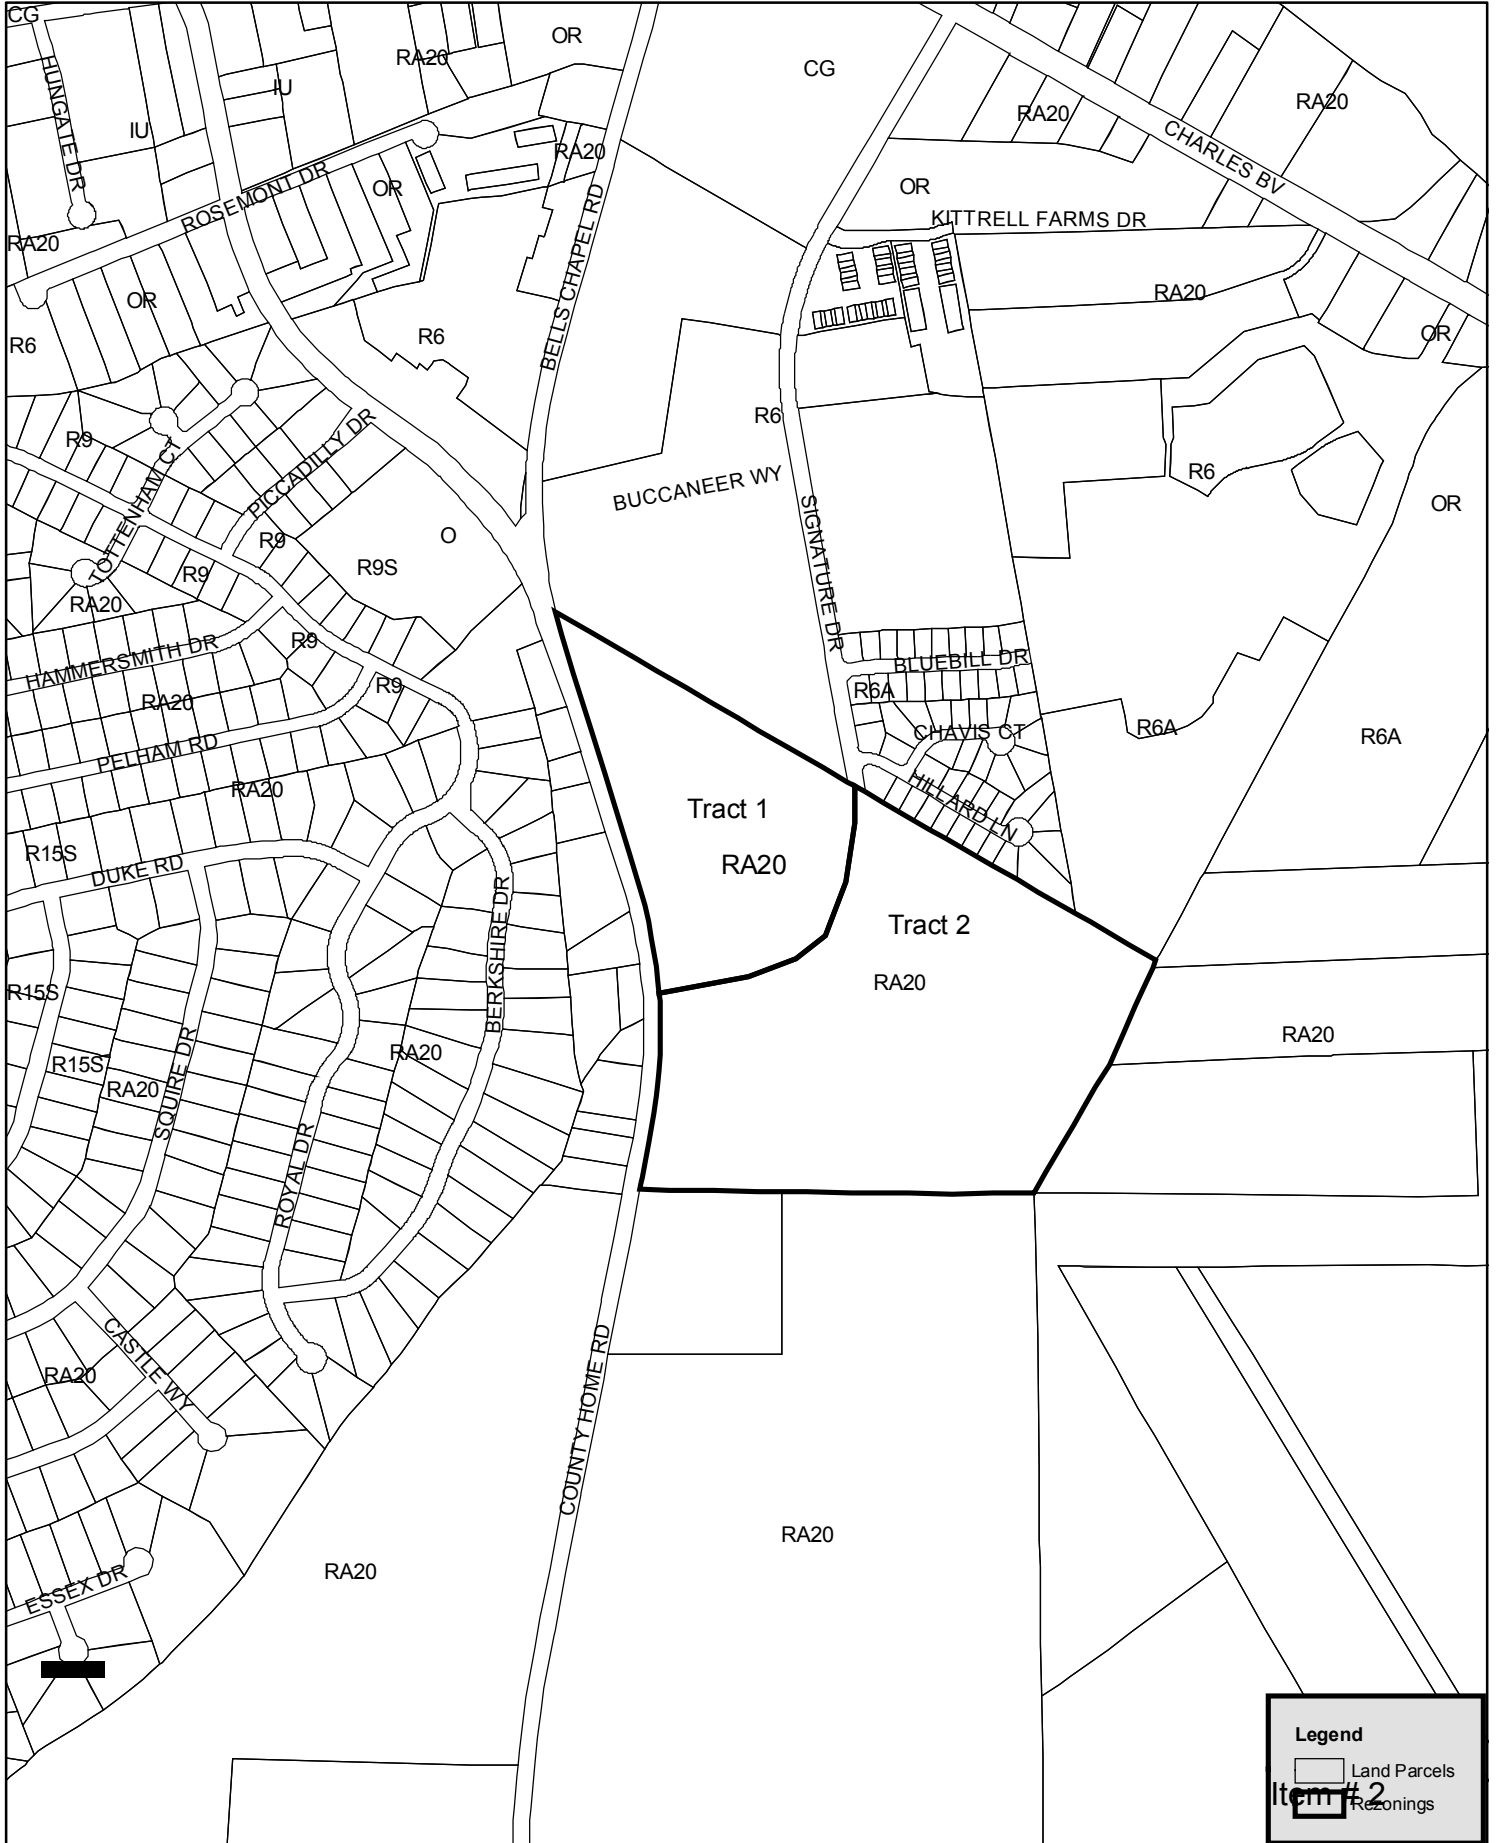 CG
OR
RA20
CG
HUNGATE DR
IU
IU
RA20
RA20
CHARLES BV
RA20
ROSEMONT DR
OR
OR
KITTRELL FARMS DR
RA20
OR
BELLS CHAPEL RD
RA20
R6
R6
OR
R9
PICCADILLY DR
R6
TOTTENHAM CT
BUCCANEER WY
R6
OR
R9
O
SIGNATURE DR
R9
R9S
RA20
HAMMERSMITH DR
R9
BLUEBILL DR
R9
R6A
RA20
CHAVIS CT
R6A
R6A
PELHAM RD
RA20
HILLARD LN
Tract 1
R15S
DUKE RD
RA20
BERKSHIRE DR
Tract 2
RA20
R15S
RA20
R15S
RA20
RA20
SQUIRE DR
ROYAL DR
CASTLE WY
RA20
COUNTY HOME RD
RA20
RA20
ESSEX DR
Legend
Land Parcels
Item # 2
Rezonings